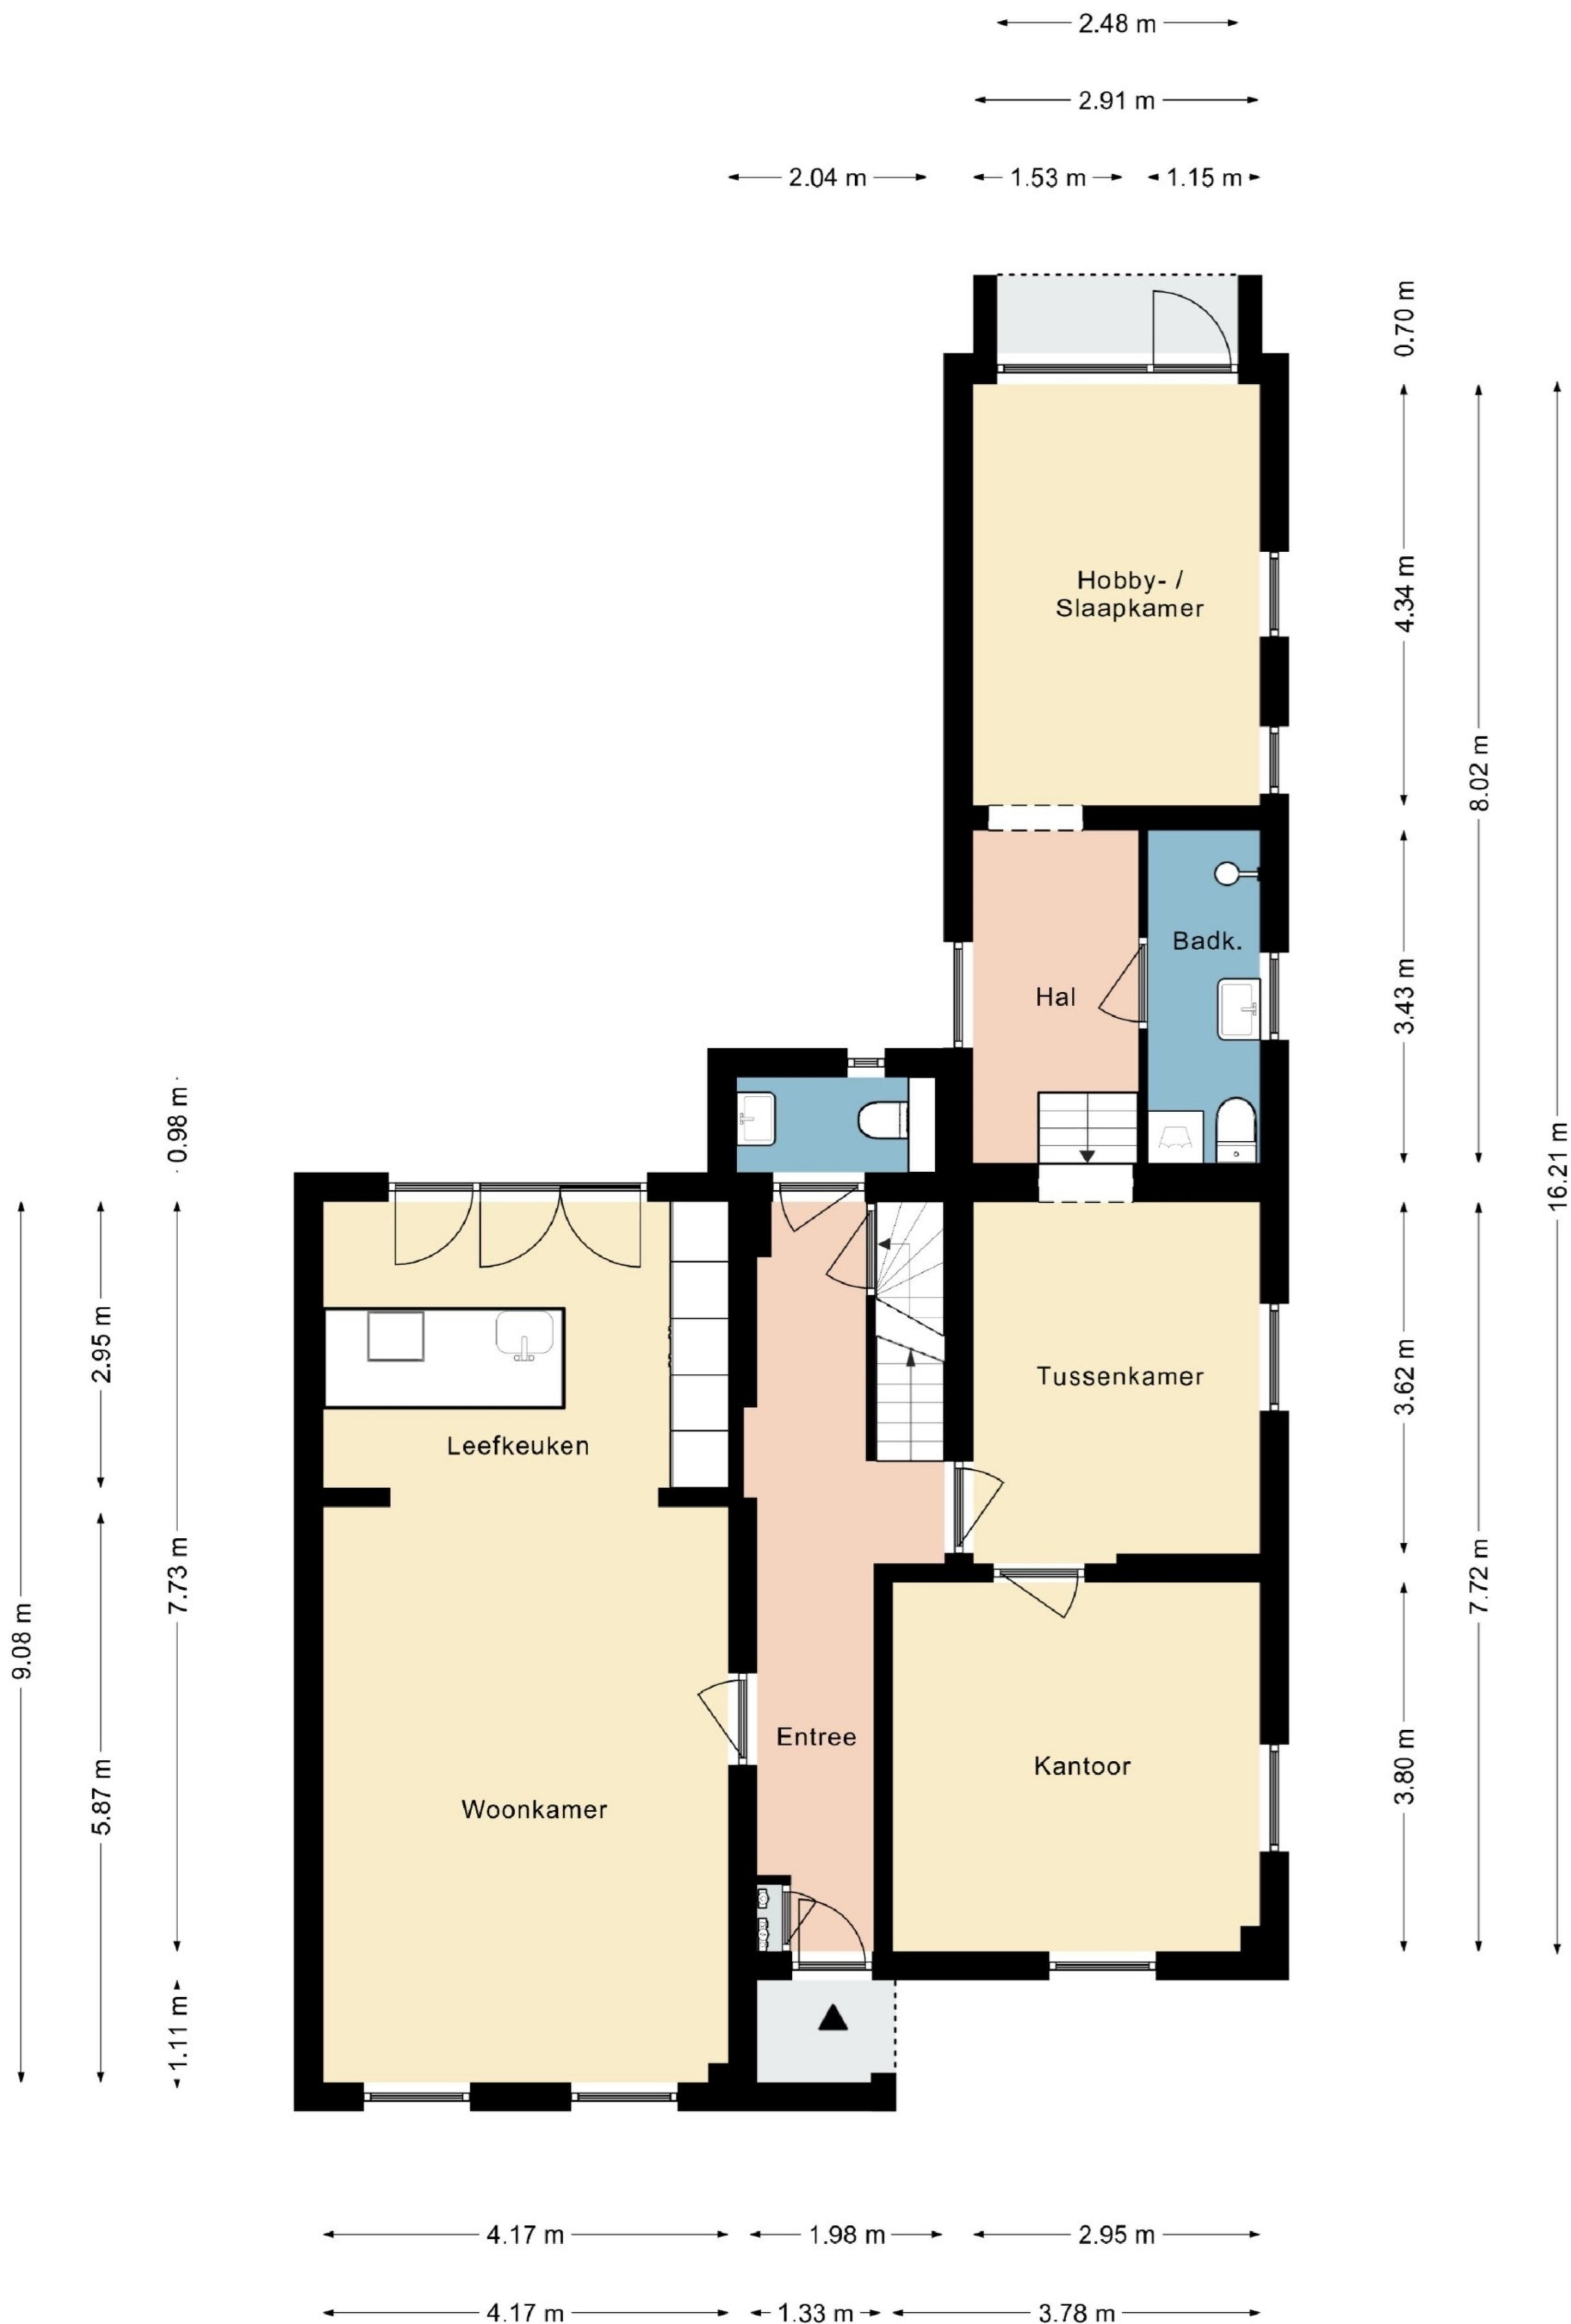 2.48 m
2.91 m
2.04 m
1.53 m
1.15 m
0.70 m
Hobby- /
Slaapkamer
4.34 m
8.02 m
Badk.
Hal
3.43 m
0.98 m
16.21 m
2.95 m
Tussenkamer
3.62 m
Leefkeuken
7.73 m
7.72 m
9.08 m
Entree
Kantoor
3.80 m
5.87 m
Woonkamer
1.11 m
4.17 m
1.98 m
2.95 m
4.17 m
1.33 m
3.78 m